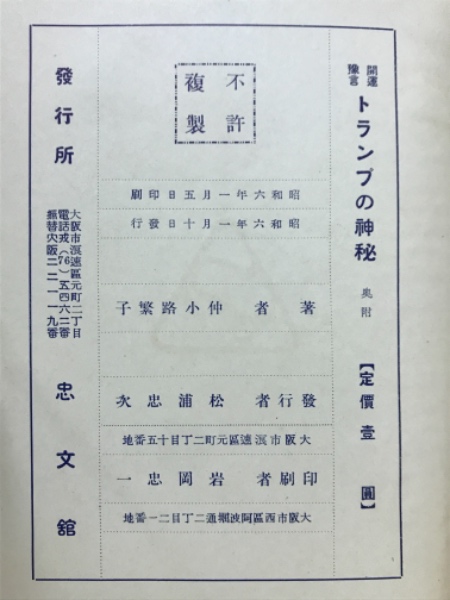 開運豫言 トランプの神秘 奥附 【定價壹圓】
不許複製
昭和六年一月五日印刷
昭和六年一月十日發行
著者 仲小路繁子
發行者 松浦忠次
大阪市浪速區元町二丁目十五番地
印刷者 岩岡忠一
大阪市西區阿波堀通二丁目二一番地
發行所
大阪市浪速區元町二丁目
電話戎(76)五四六二番
振替大阪二二一一九番
忠文舘